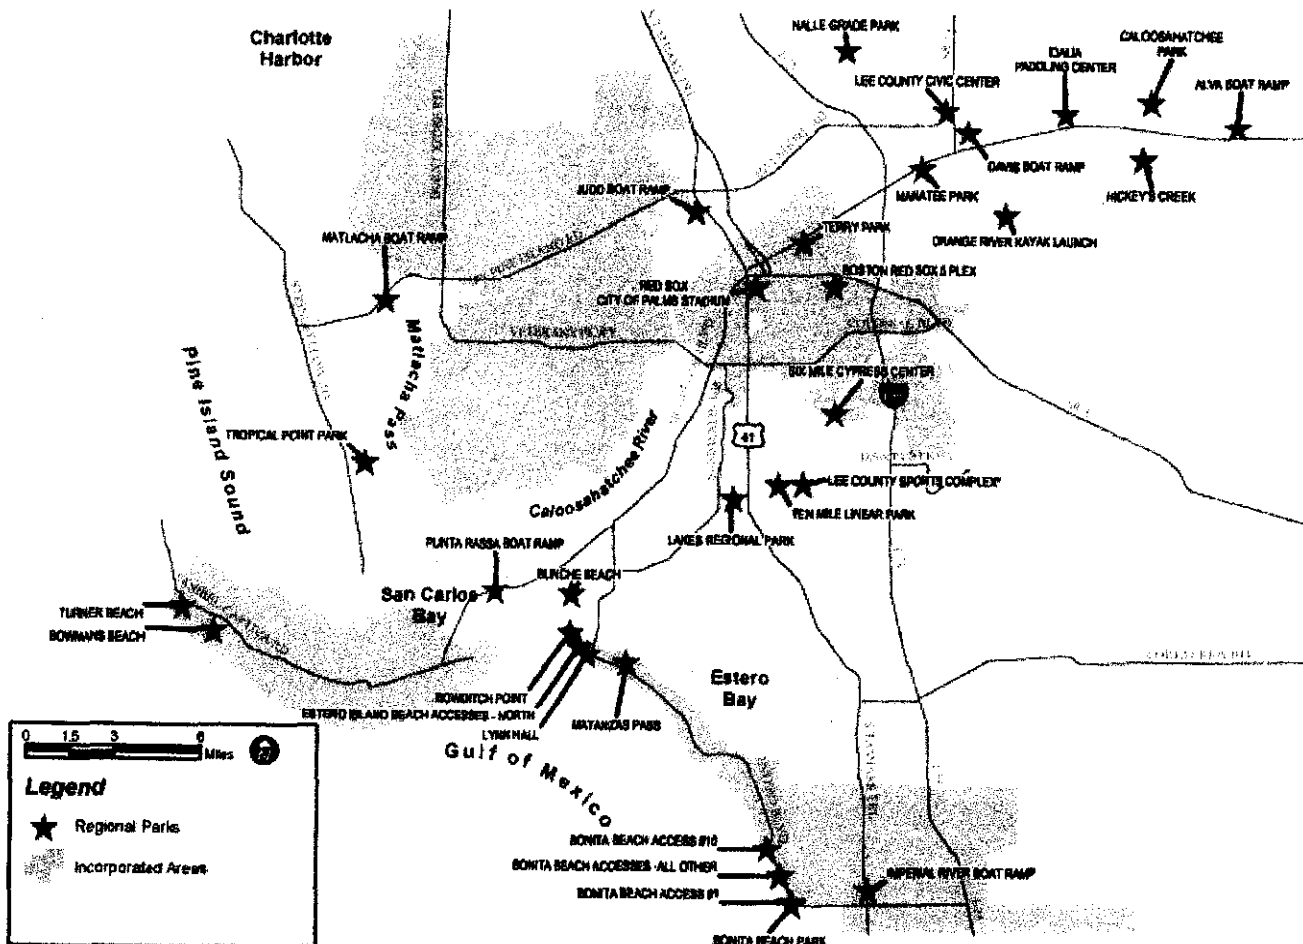 Charlotte
Harbor
NALLE GRADE PARK
LEE COUNTY CIVIC CENTER
IDALIA
PADDLING CENTER
CALOOSAHATCHEE
PARK
ALVA BOAT RAMP
DAVIS BOAT RAMP
MANATEE PARK
HICKEY'S CREEK
ORANGE RIVER KAYAK LAUNCH
JUDD BOAT RAMP
TERRY PARK
MATLACHA BOAT RAMP
BOSTON RED SOX 5 PLEX
RED SOX
CITY OF PALMS STADIUM
Matlacha Pass
Pine Island Sound
SIX MILE CYPRESS CENTER
41
TROPICAL POINT PARK
Caloosahatchee River
LEE COUNTY SPORTS COMPLEX
TEN MILE LINEAR PARK
LAKES REGIONAL PARK
PUNTA RASSA BOAT RAMP
BUNCHE BEACH
San Carlos
Bay
TURNER BEACH
BOWMANS BEACH
Estero
Bay
BOWDITCH POINT
ESTERO ISLAND BEACH ACCESSES - NORTH
LYNN HALL
MATANZAS PASS
Gulf of Mexico
0 1.5 3 6
Miles
Legend
Regional Parks
Incorporated Areas
BONITA BEACH ACCESS #10
BONITA BEACH ACCESSES - ALL OTHER
BONITA BEACH ACCESS #1
IMPERIAL RIVER BOAT RAMP
BONITA BEACH PARK